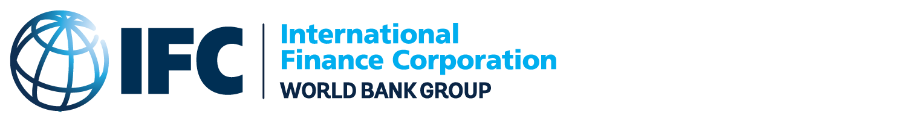 IFC
International
Finance Corporation
WORLD BANK GROUP